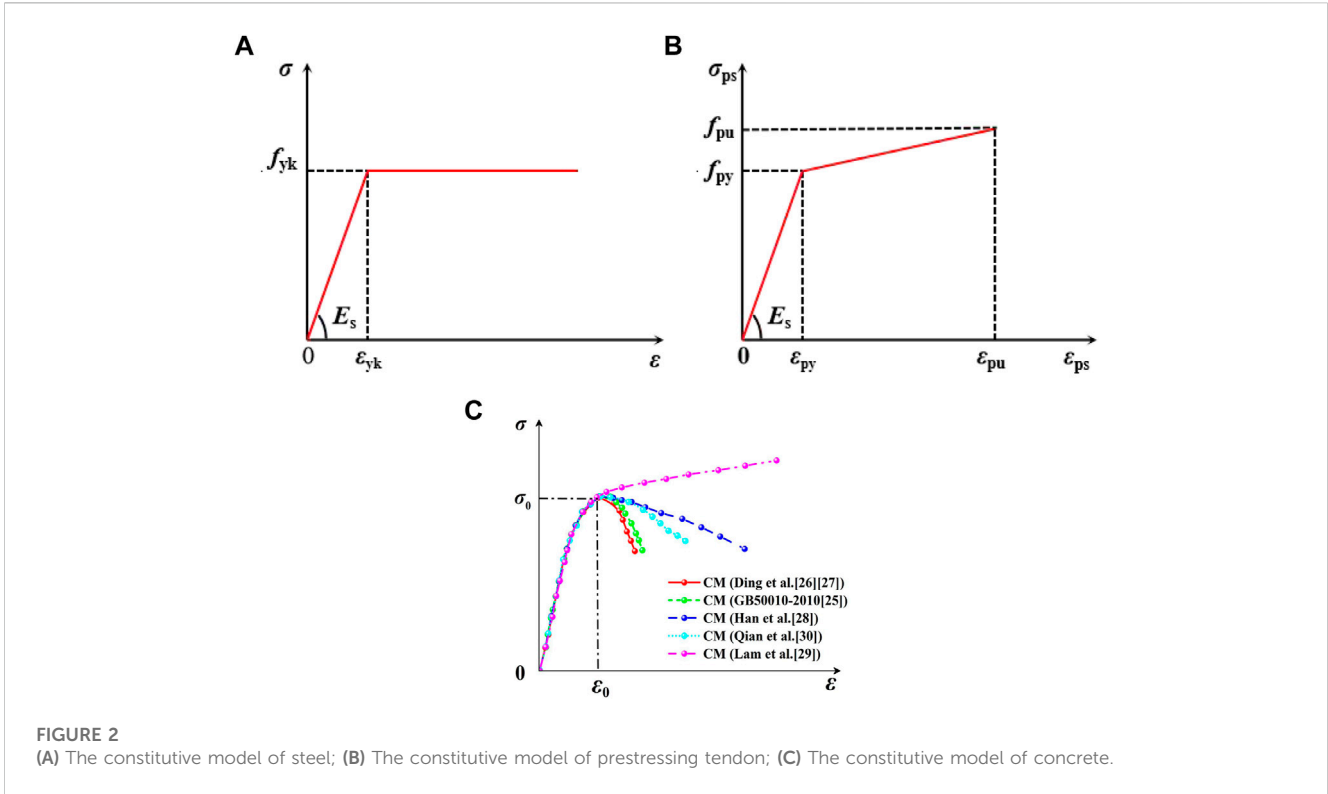 A
σ
f_yk
E_s
0
ε_yk
ε
B
σ_ps
f_pu
f_py
E_s
0
ε_py
ε_pu
ε_ps
C
σ
σ_0
CM (Ding et al.[26][27])
CM (GB50010-2010[25])
CM (Han et al.[28])
CM (Qian et al.[30])
CM (Lam et al.[29])
0
ε_0
ε
FIGURE 2
(A) The constitutive model of steel; (B) The constitutive model of prestressing tendon; (C) The constitutive model of concrete.